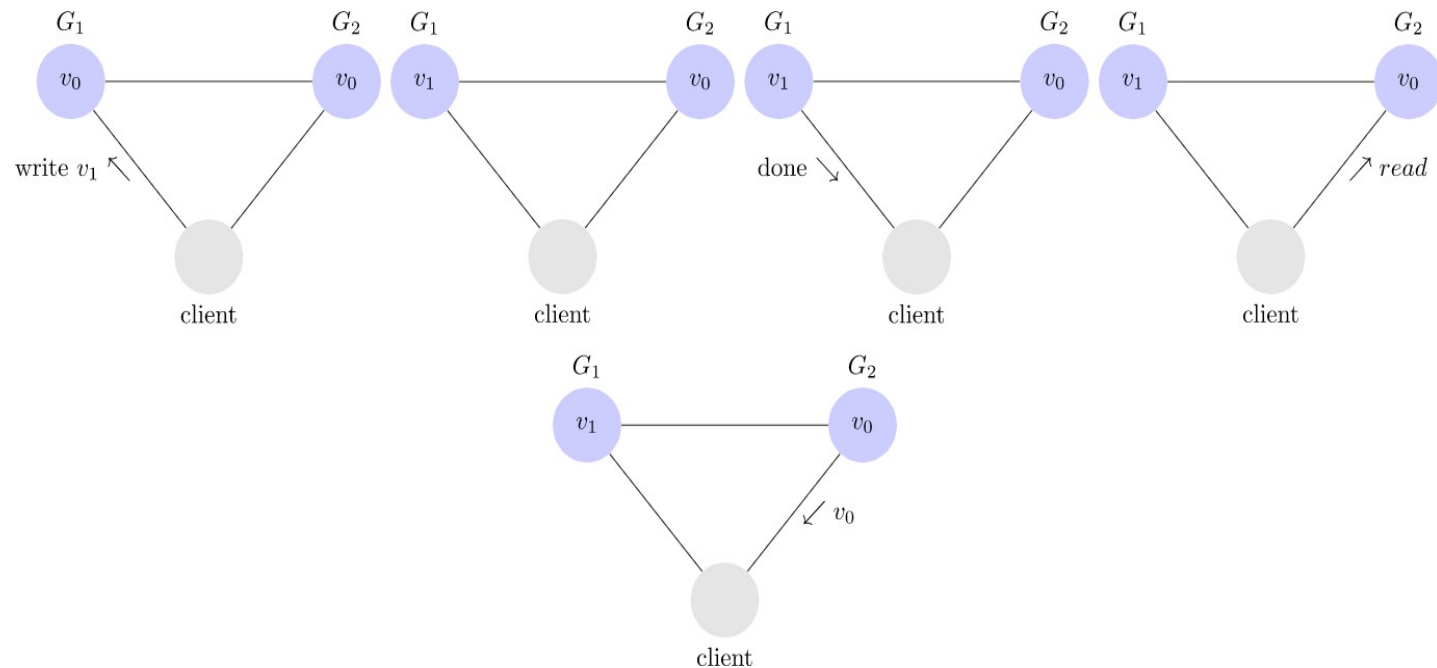 G₁ G₂ G₁ G₂ G₁ G₂ G₁ G₂
v₀ v₀ v₁ v₀ v₁ v₀ v₁ v₀
write v₁ done read
client client client client
G₁ G₂
v₁ v₀
v₀
client